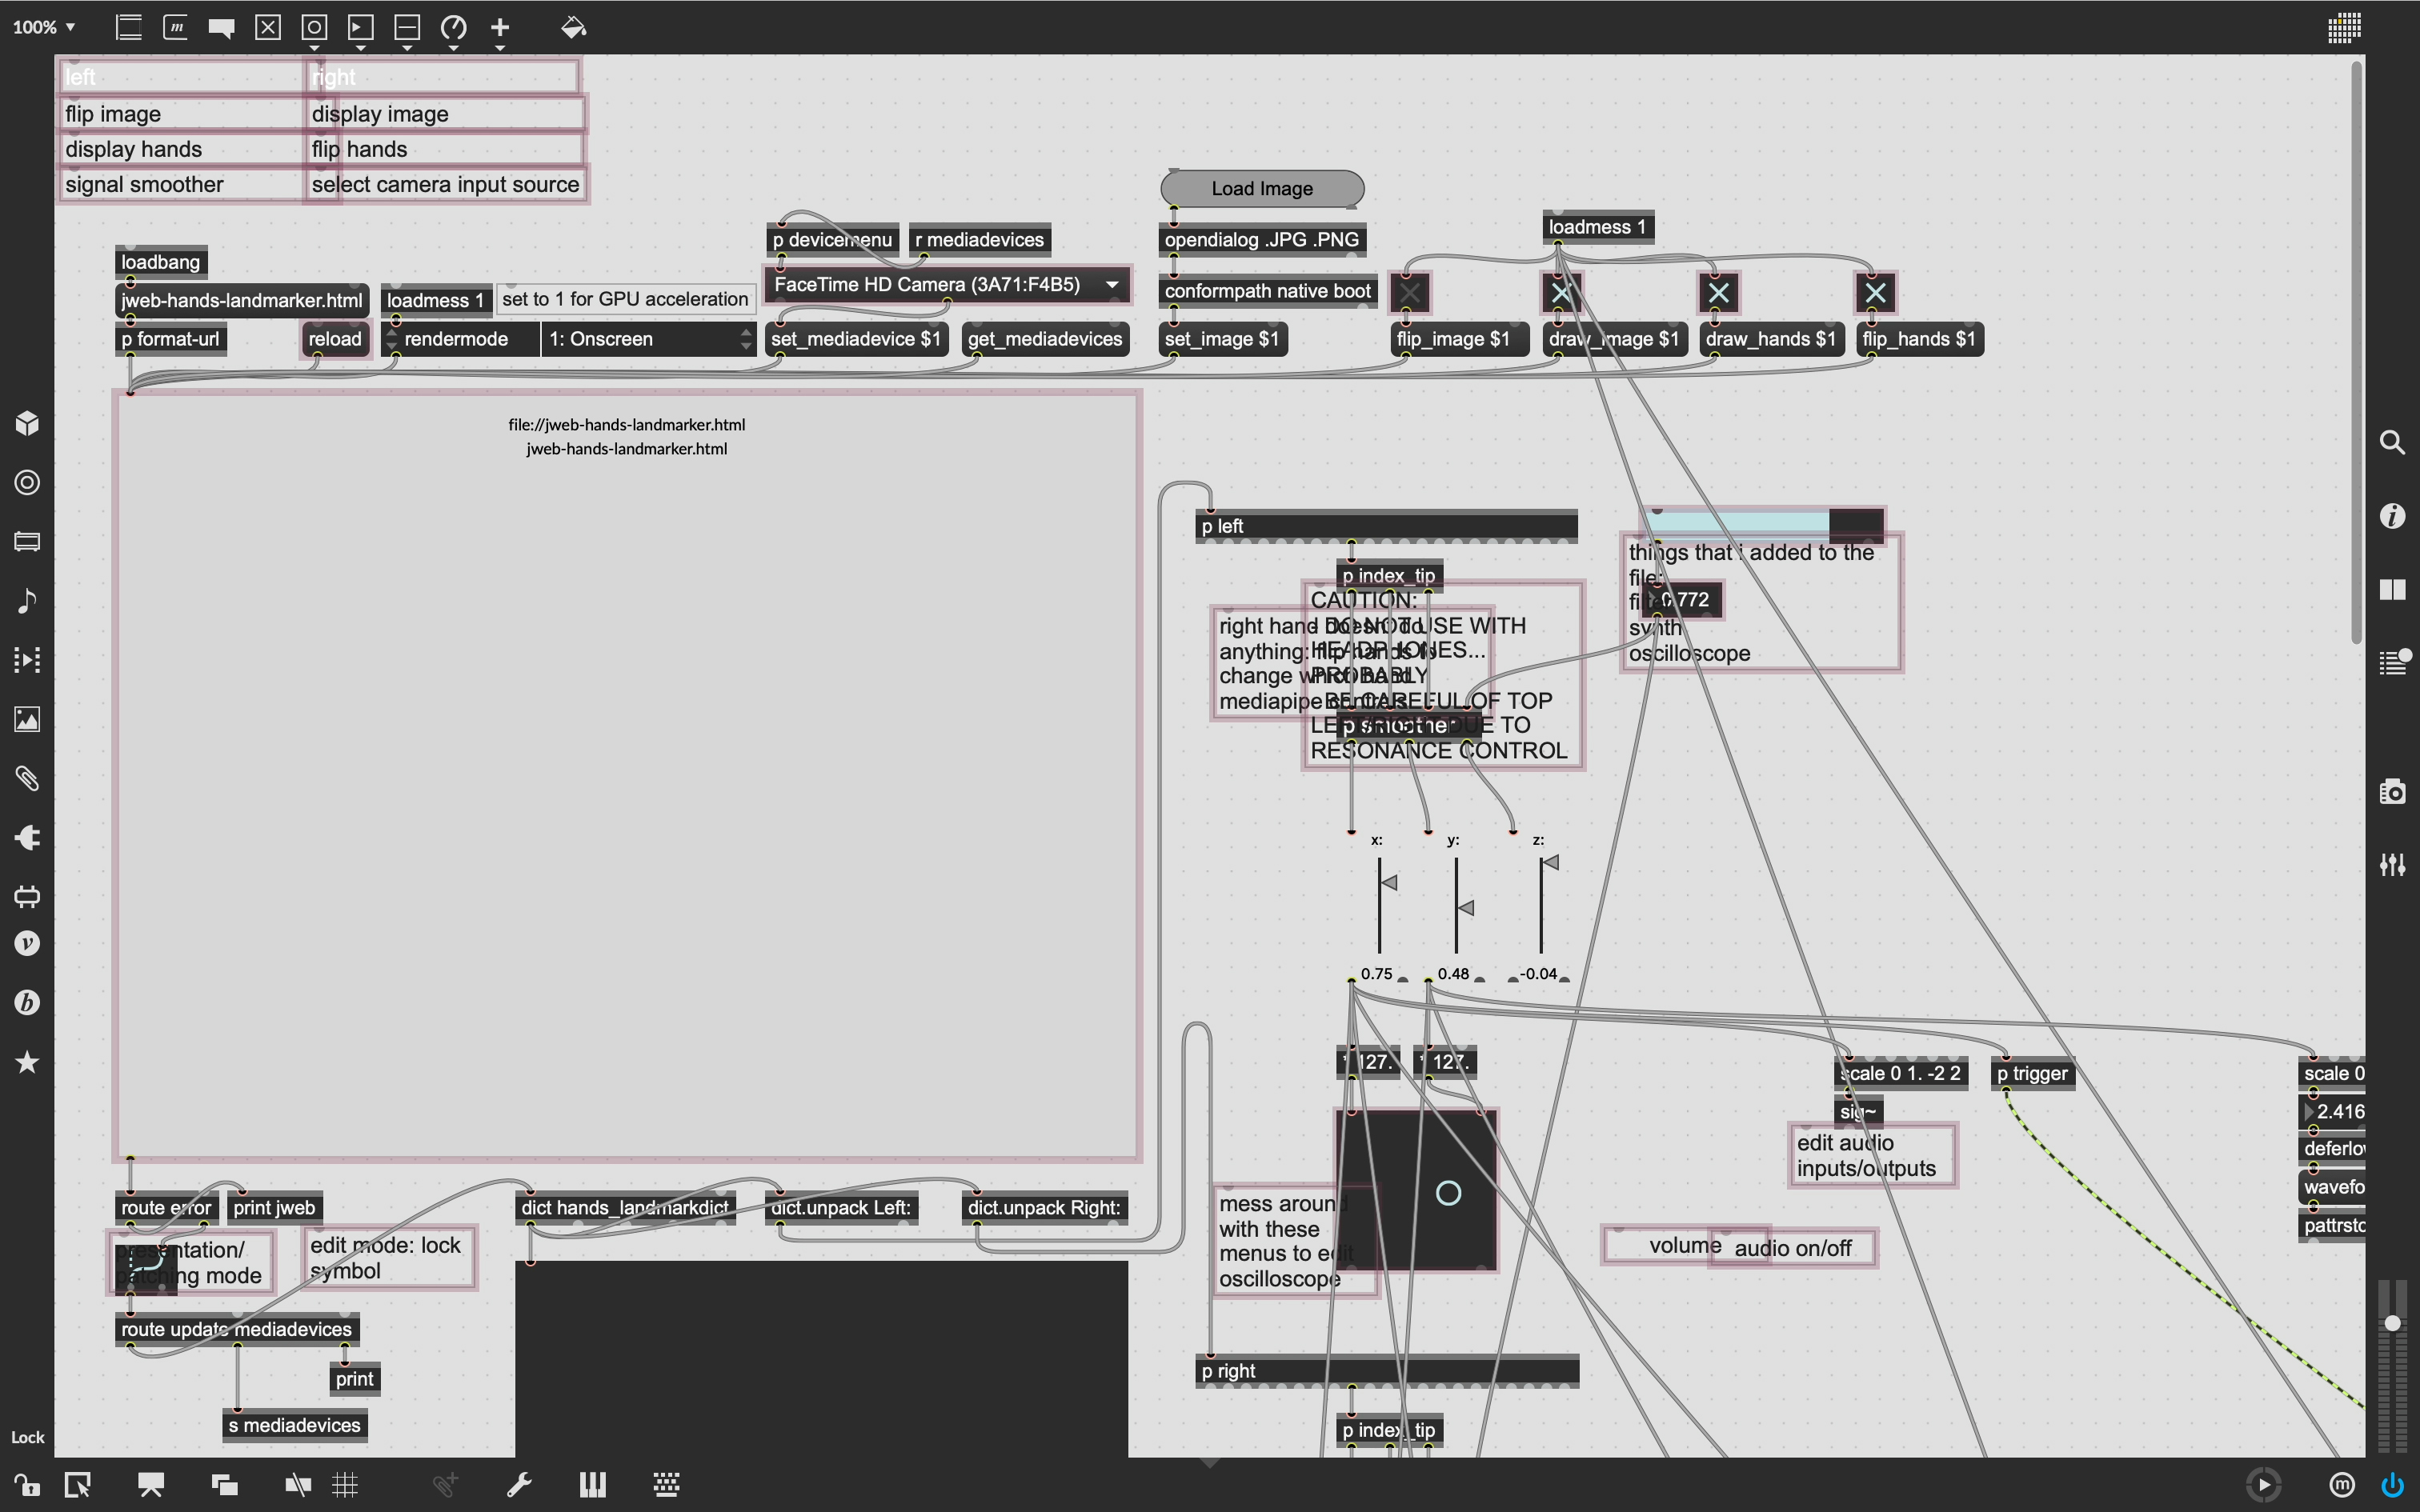 100%
left
right
flip image
display image
display hands
flip hands
signal smoother
select camera input source
Load Image
loadmess 1
p devicemenu
r mediadevices
opendialog .JPG .PNG
loadbang
FaceTime HD Camera (3A71:F4B5)
conformpath native boot
jweb-hands-landmarker.html
loadmess 1
set to 1 for GPU acceleration
p format-url
reload
rendermode
1: Onscreen
set_mediadevice $1
get_mediadevices
set_image $1
flip_image $1
draw_image $1
draw_hands $1
flip_hands $1
file://jweb-hands-landmarker.html
jweb-hands-landmarker.html
p left
things that i added to the
file:
synth
oscilloscope
0.772
p index_tip
CAUTION:
- DO NOT USE WITH
HEADPHONES...
PROBABLY
- BE CAREFUL OF TOP
LEFT/RIGHT DUE TO
RESONANCE CONTROL
right hand doesn't do
anything: flip hands to
change which hand
mediapipe controls
p smoother
x:
y:
z:
0.75
0.48
-0.04
* 127.
* 127.
scale 0 1. -2 2
p trigger
scale 0
sig~
2.416
edit audio
inputs/outputs
deferlow
wavefo
pattrsto
route error
print jweb
dict hands_landmarkdict
dict.unpack Left:
dict.unpack Right:
mess around
with these
menus to edit
oscilloscope
presentation/
patching mode
edit mode: lock
symbol
volume
audio on/off
route update mediadevices
print
s mediadevices
p right
p index_tip
Lock